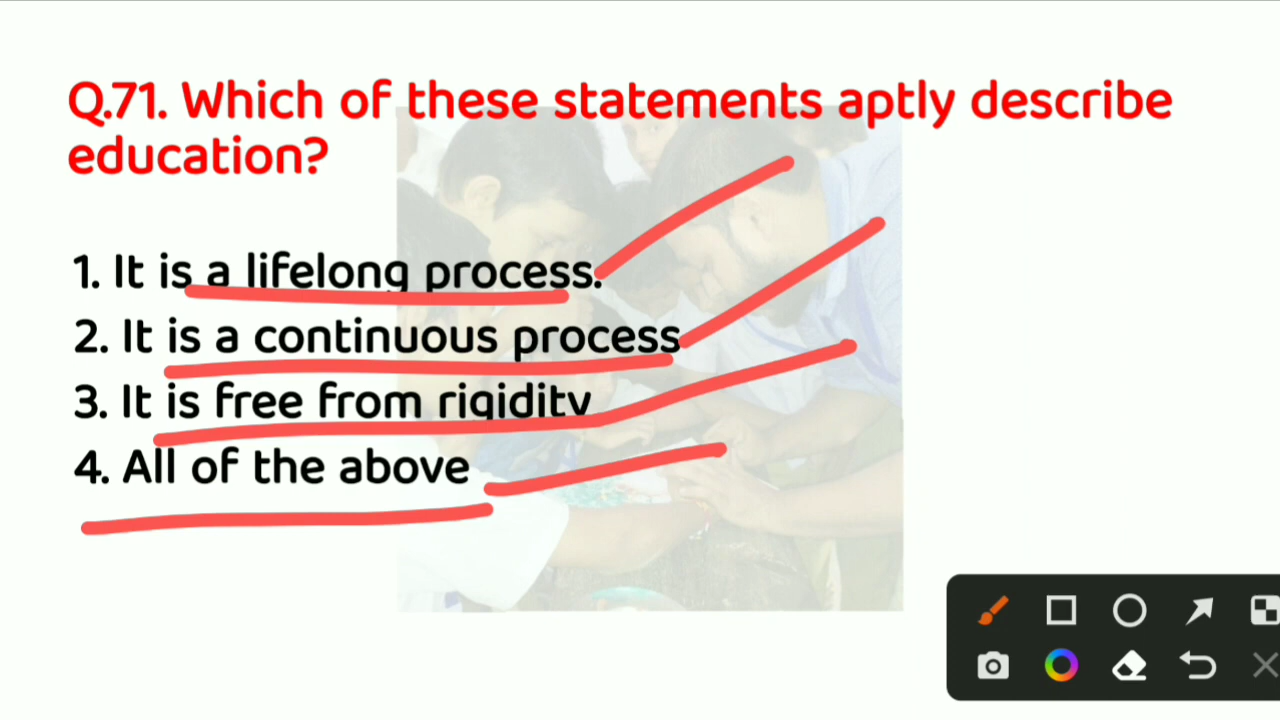 Q.71. Which of these statements aptly describe
education?
1. It is a lifelong process.
2. It is a continuous process
3. It is free from rigidity
4. All of the above